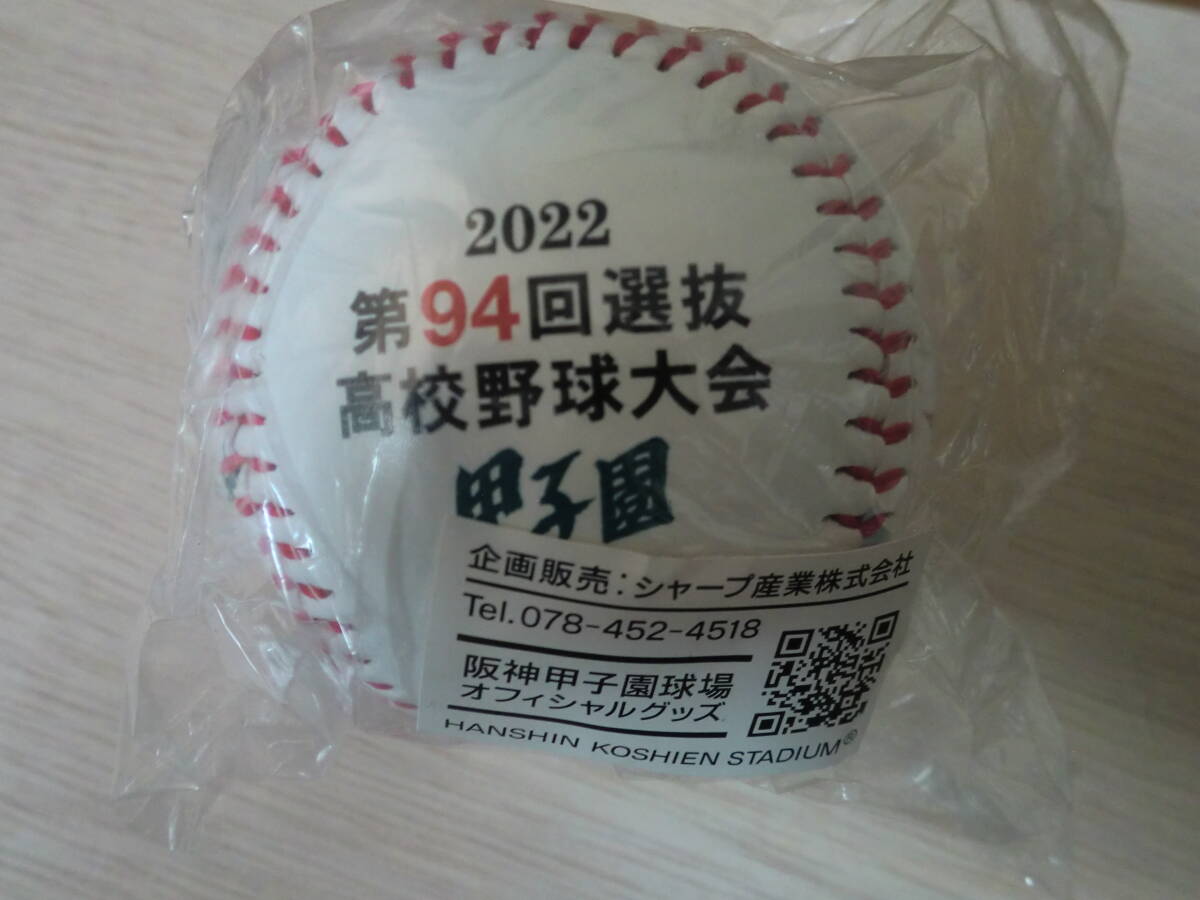 2022
第94回選抜
高校野球大会
甲子園
企画販売：シャープ産業株式会社
Tel.078-452-4518
阪神甲子園球場
オフィシャルグッズ
HANSHIN KOSHIEN STADIUM®